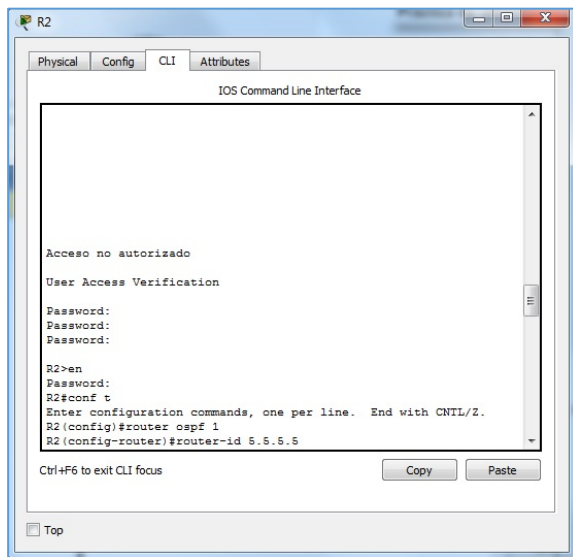 R2
Physical Config CLI Attributes
IOS Command Line Interface
Acceso no autorizado
User Access Verification
Password:
Password:
Password:
R2>en
Password:
R2#conf t
Enter configuration commands, one per line.  End with CNTL/Z.
R2(config)#router ospf 1
R2(config-router)#router-id 5.5.5.5
Ctrl+F6 to exit CLI focus
Copy Paste
Top